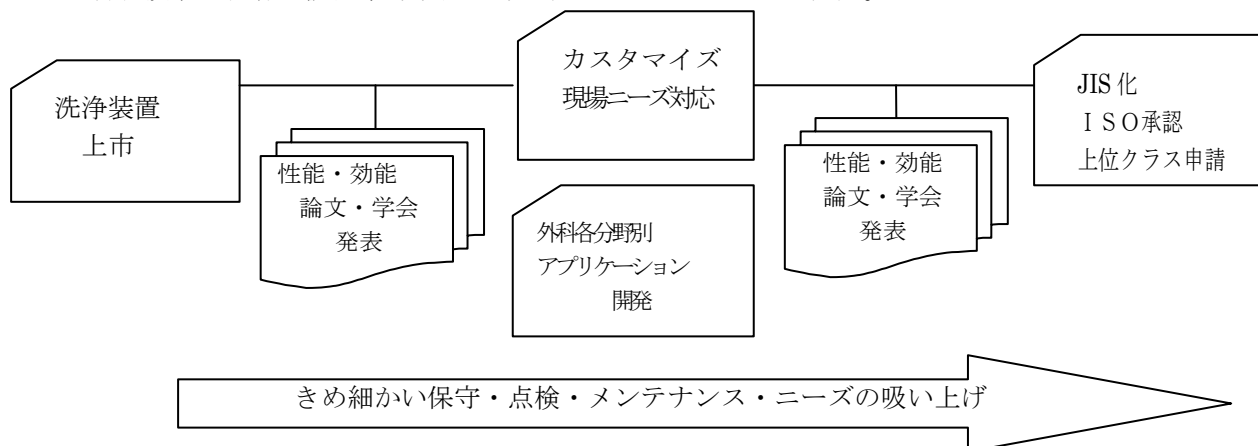 洗浄装置
上市
性能・効能
論文・学会
発表
カスタマイズ
現場ニーズ対応
外科各分野別
アプリケーション
開発
性能・効能
論文・学会
発表
JIS化
ＩＳＯ承認
上位クラス申請
きめ細かい保守・点検・メンテナンス・ニーズの吸い上げ